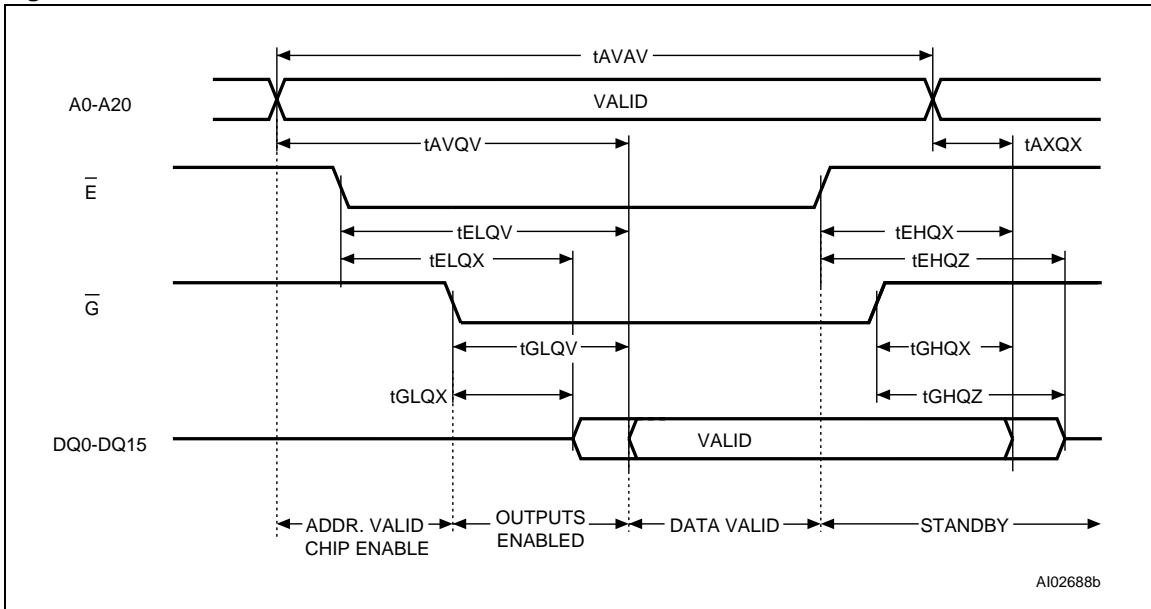 tAVAV
A0-A20
VALID
tAVQV
tAXQX
E
tELQV
tEHQX
tELQX
tEHQZ
G
tGLQV
tGHQX
tGLQX
tGHQZ
DQ0-DQ15
VALID
ADDR. VALID
CHIP ENABLE
OUTPUTS
ENABLED
DATA VALID
STANDBY
AI02688b